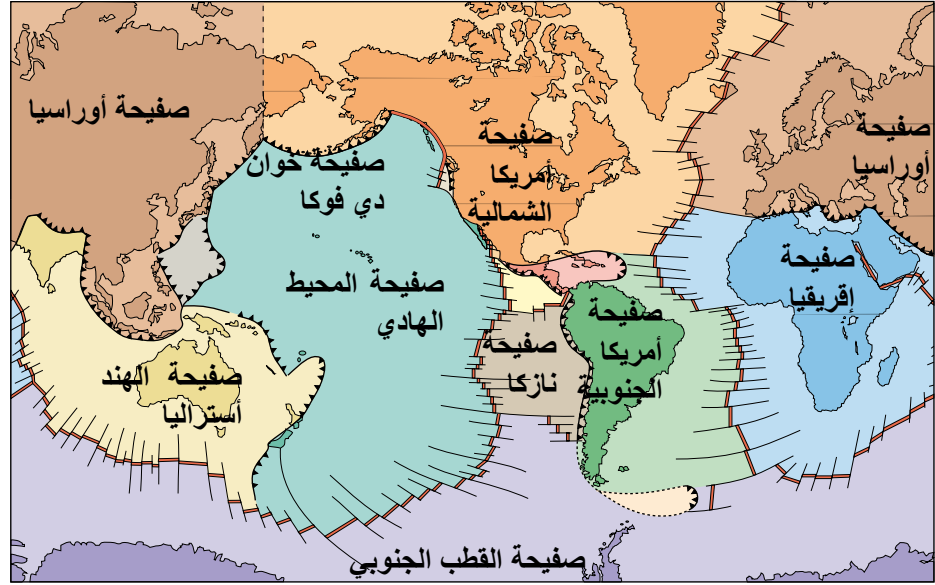 صفيحة أوراسيا
صفيحة خوان
دي فوكا
صفيحة
أمريكا
الشمالية
صفيحة
أوراسيا
صفيحة المحيط
الهادي
صفيحة
إفريقيا
صفيحة
أمريكا
الجنوبية
صفيحة
نازكا
صفيحة الهند
أستراليا
صفيحة القطب الجنوبي